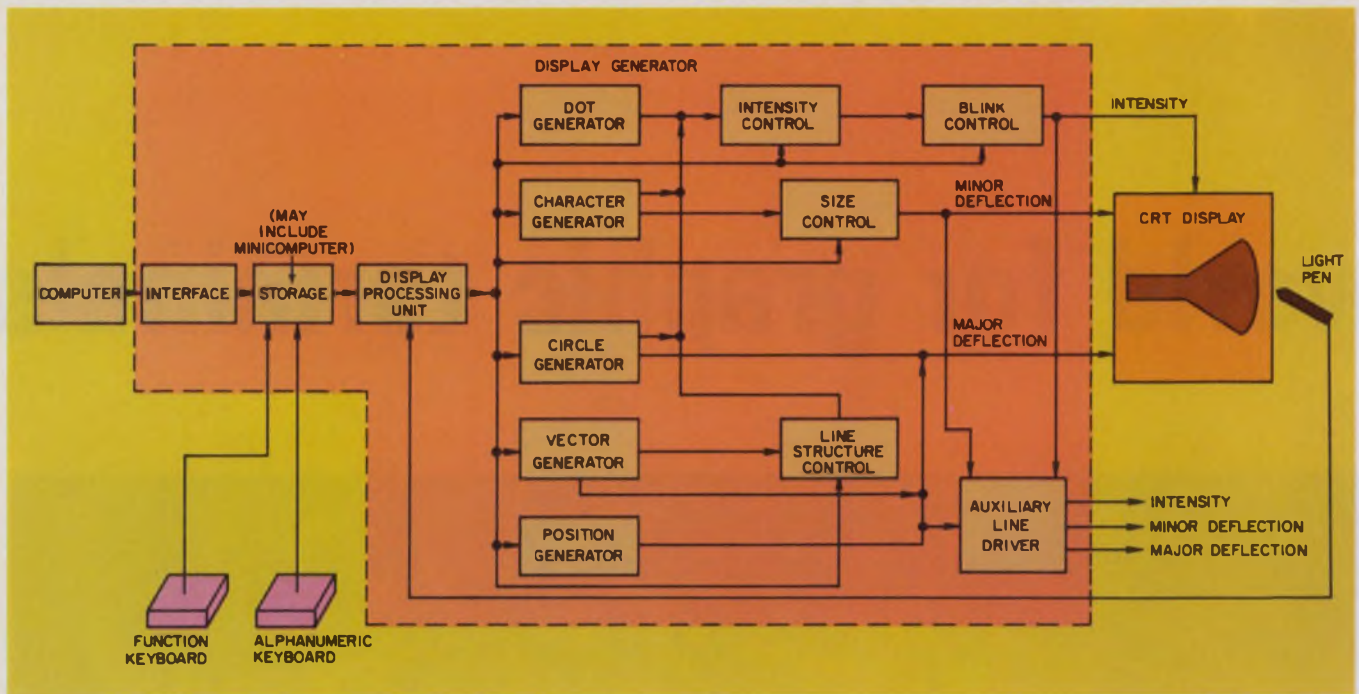 DISPLAY GENERATOR
DOT
GENERATOR
INTENSITY
CONTROL
BLINK
CONTROL
INTENSITY
CHARACTER
GENERATOR
SIZE
CONTROL
MINOR
DEFLECTION
CRT DISPLAY
LIGHT
PEN
(MAY
INCLUDE
MINICOMPUTER)
COMPUTER
INTERFACE
STORAGE
DISPLAY
PROCESSING
UNIT
CIRCLE
GENERATOR
MAJOR
DEFLECTION
VECTOR
GENERATOR
LINE
STRUCTURE
CONTROL
POSITION
GENERATOR
AUXILIARY
LINE
DRIVER
INTENSITY
MINOR DEFLECTION
MAJOR DEFLECTION
FUNCTION
KEYBOARD
ALPHANUMERIC
KEYBOARD